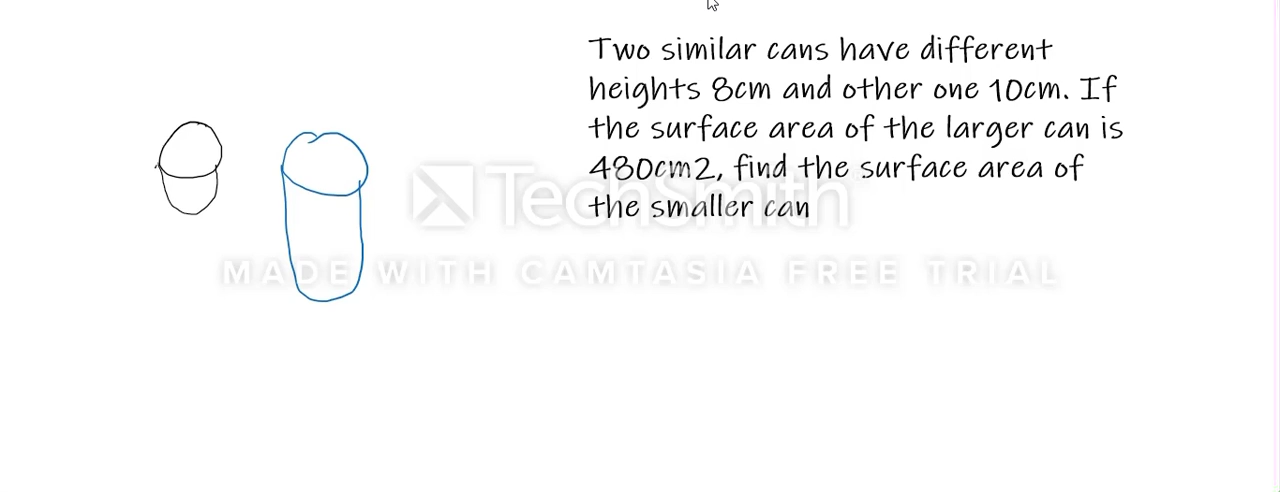 Two similar cans have different
heights 8cm and other one 10cm. If
the surface area of the larger can is
480cm2, find the surface area of
the smaller can
TechSmith
MADE WITH CAMTASIA FREE TRIAL